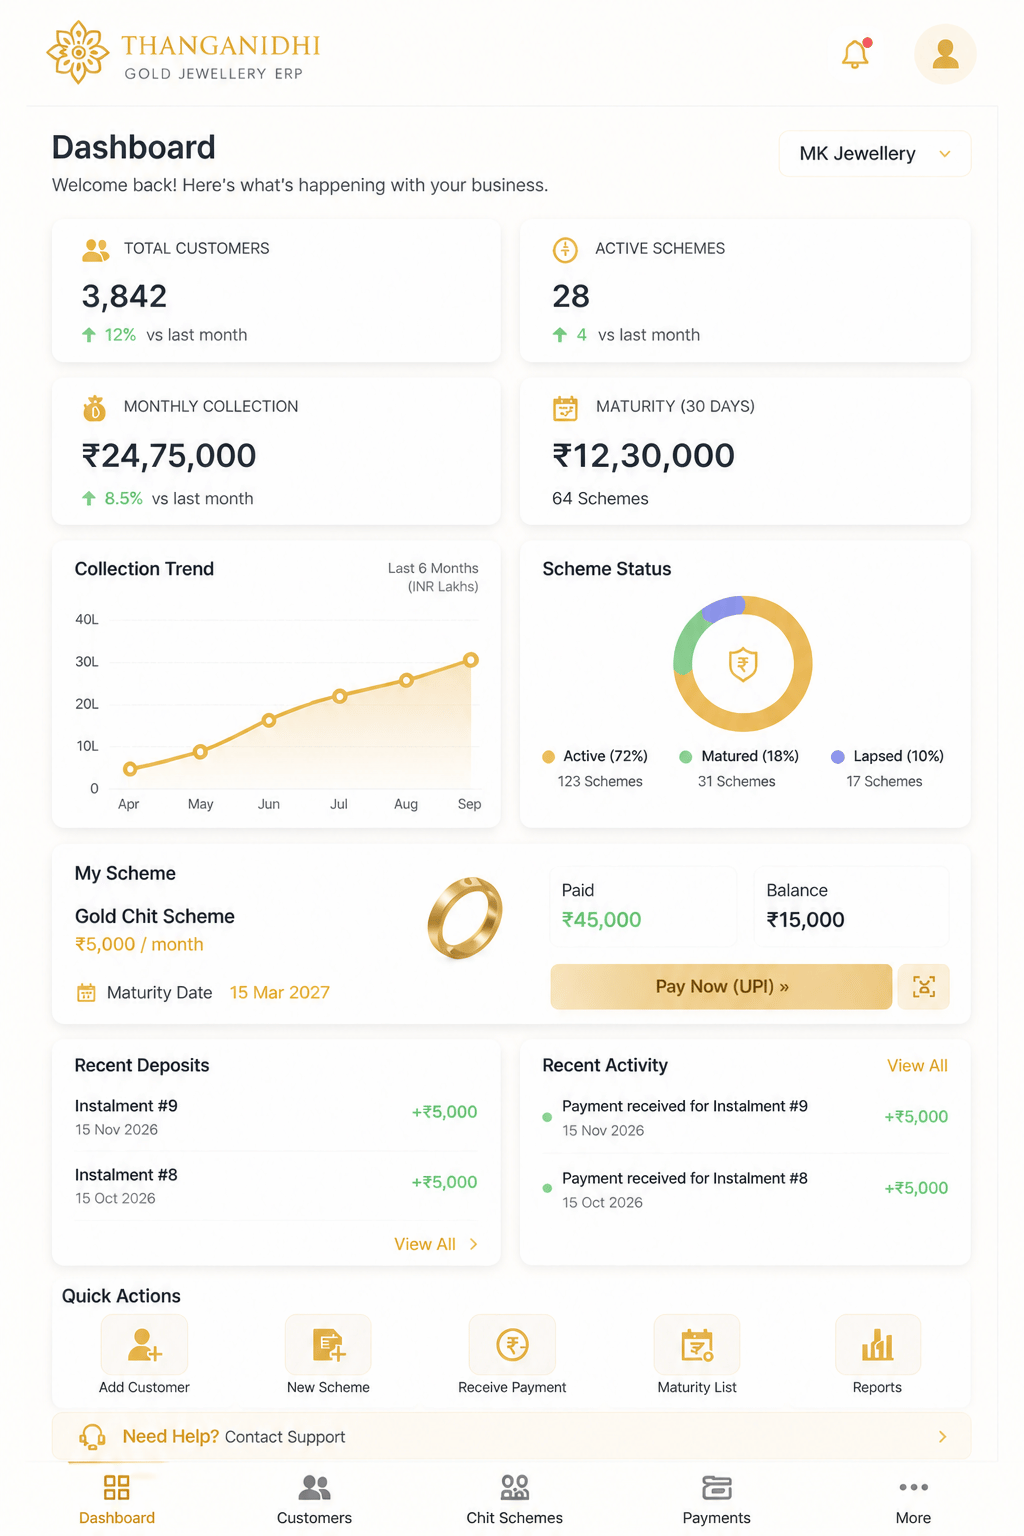 THANGANIDHI
GOLD JEWELLERY ERP
Dashboard
Welcome back! Here's what's happening with your business.
MK Jewellery
TOTAL CUSTOMERS
3,842
12% vs last month
ACTIVE SCHEMES
28
4 vs last month
MONTHLY COLLECTION
₹24,75,000
8.5% vs last month
MATURITY (30 DAYS)
₹12,30,000
64 Schemes
Collection Trend
Last 6 Months
(INR Lakhs)
40L
30L
20L
10L
0
Apr May Jun Jul Aug Sep
Scheme Status
₹
Active (72%)
123 Schemes
Matured (18%)
31 Schemes
Lapsed (10%)
17 Schemes
My Scheme
Gold Chit Scheme
₹5,000 / month
Maturity Date 15 Mar 2027
Paid
₹45,000
Balance
₹15,000
Pay Now (UPI) »
Recent Deposits
Instalment #9
15 Nov 2026
+₹5,000
Instalment #8
15 Oct 2026
+₹5,000
View All
Recent Activity
View All
Payment received for Instalment #9
15 Nov 2026
+₹5,000
Payment received for Instalment #8
15 Oct 2026
+₹5,000
Quick Actions
Add Customer
New Scheme
₹
Receive Payment
Maturity List
Reports
Need Help? Contact Support
Dashboard
Customers
Chit Schemes
Payments
More